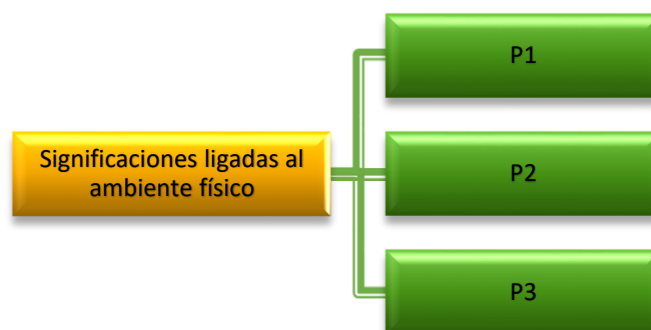 Significaciones ligadas al
ambiente físico
P1
P2
P3